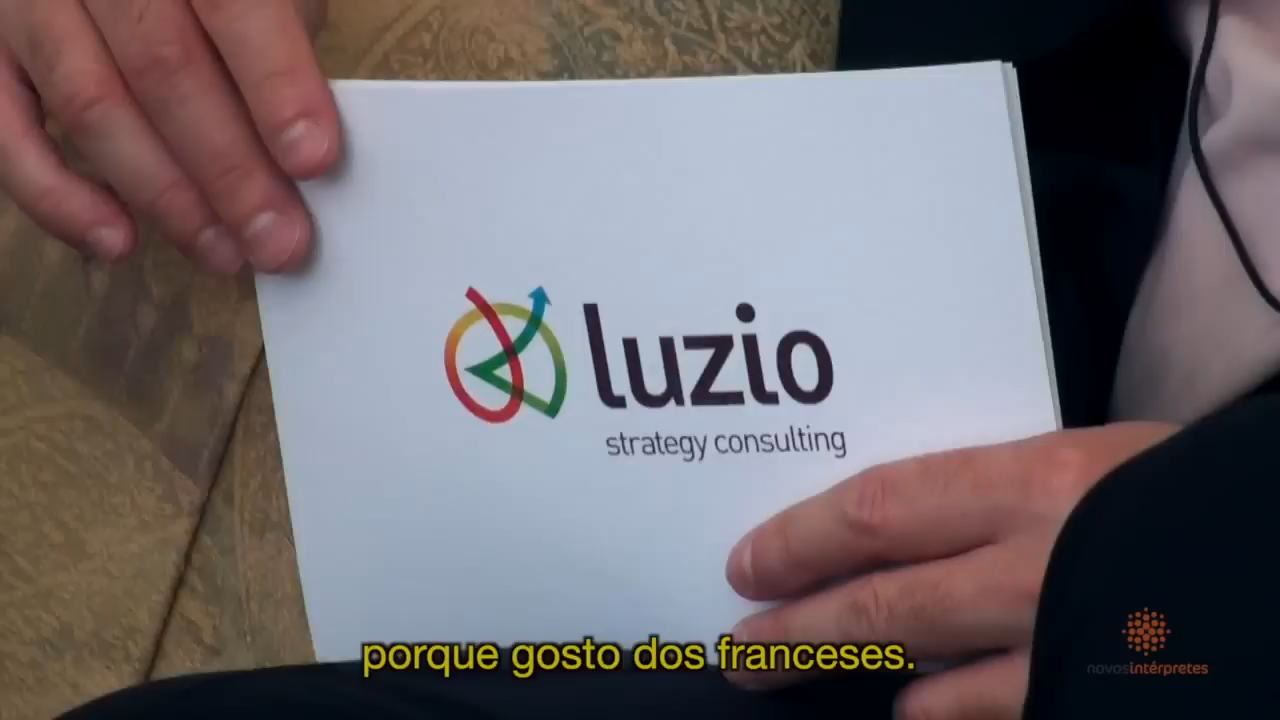 luzio
strategy consulting
porque gosto dos franceses.
novosintérpretes